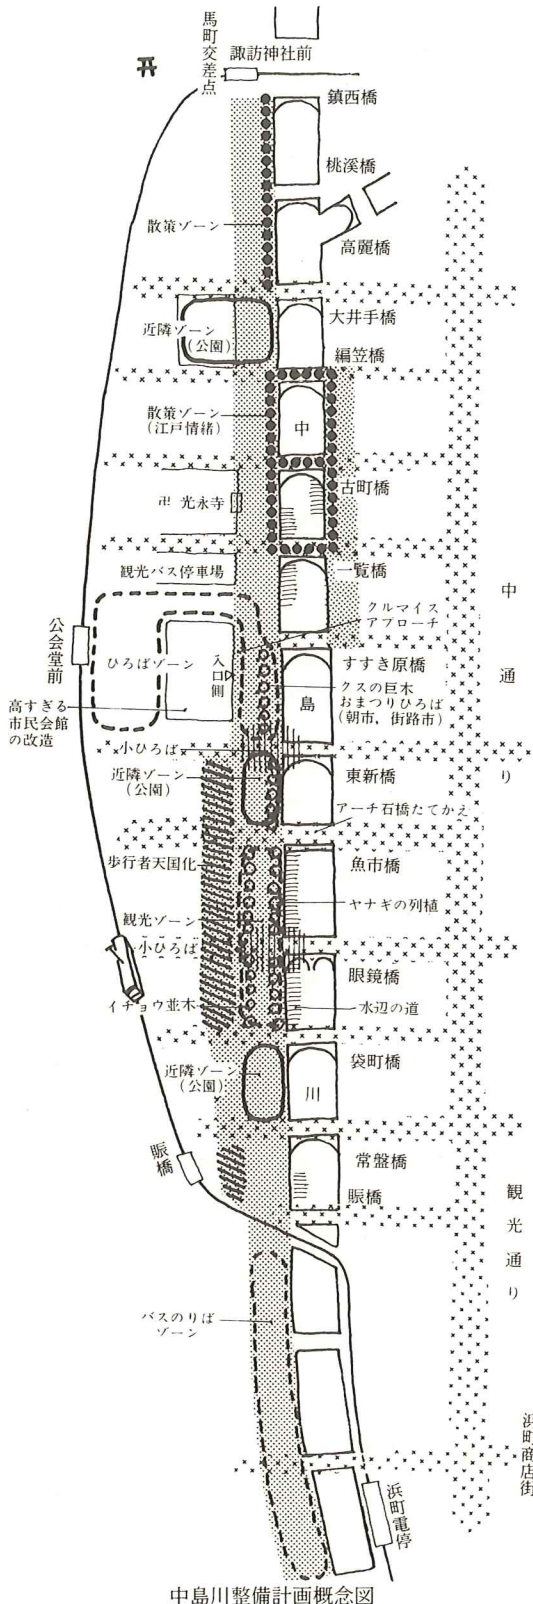 馬町交差点
諏訪神社前
鎮西橋
桃溪橋
散策ゾーン
高麗橋
大井手橋
近隣ゾーン
(公園)
編笠橋
散策ゾーン
(江戸情緒)
中
古町橋
卍 光永寺
一覧橋
観光バス停車場
クルマイス
アプローチ
中通り
公会堂前
ひろばゾーン
入口側
すすき原橋
クスの巨木
おまつりひろば
(朝市,街路市)
島
高すぎる
市民会館
の改造
小ひろば
近隣ゾーン
(公園)
東新橋
アーチ石橋たてかえ
歩行者天国化
魚市橋
ヤナギの列植
観光ゾーン
小ひろば
眼鏡橋
イチョウ並木
水辺の道
袋町橋
近隣ゾーン
(公園)
川
賑橋
常盤橋
賑橋
観光通り
バスのりば
ゾーン
浜町商店街
浜町電停
中島川整備計画概念図